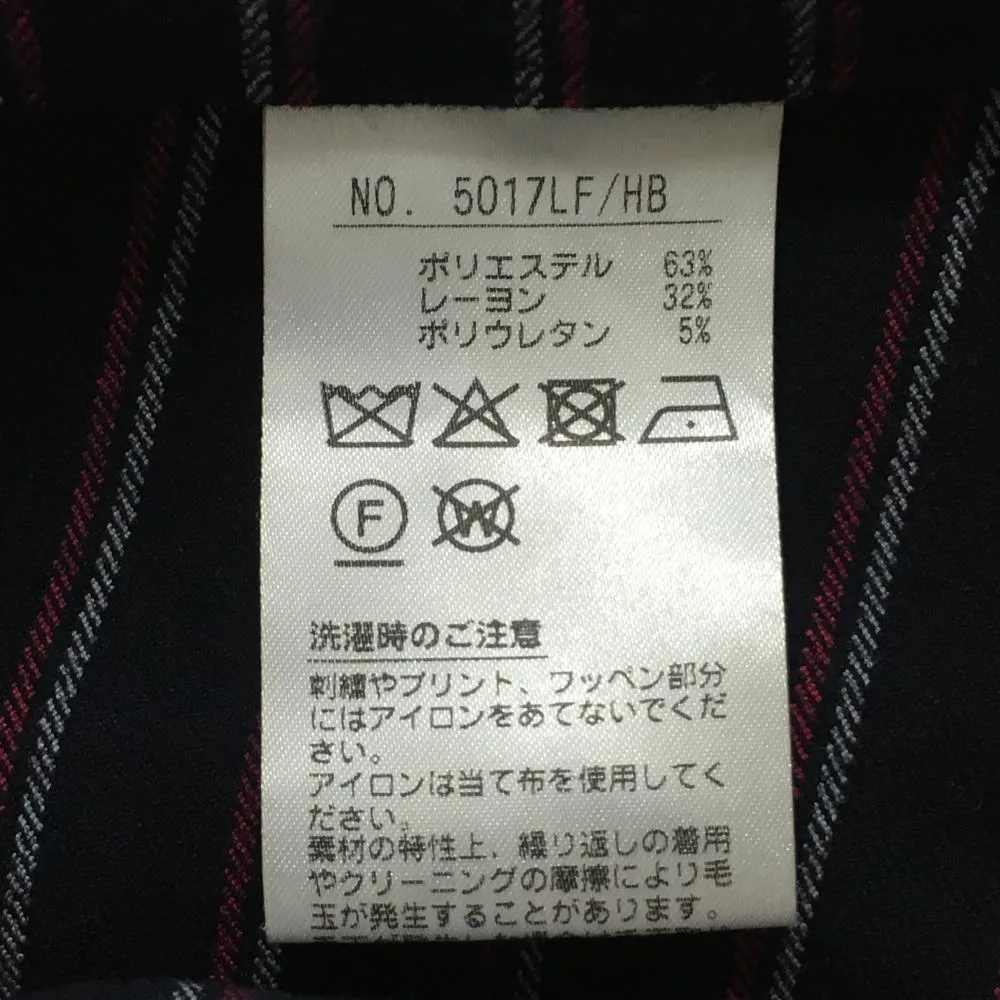 NO. 5017LF/HB
ポリエステル 63%
レーヨン 32%
ポリウレタン 5%
F W
洗濯時のご注意
刺繍やプリント、ワッペン部分
にはアイロンをあてないでくだ
さい。
アイロンは当て布を使用してく
ださい。
素材の特性上、繰り返しの着用
やクリーニングの摩擦により毛
玉が発生することがあります。